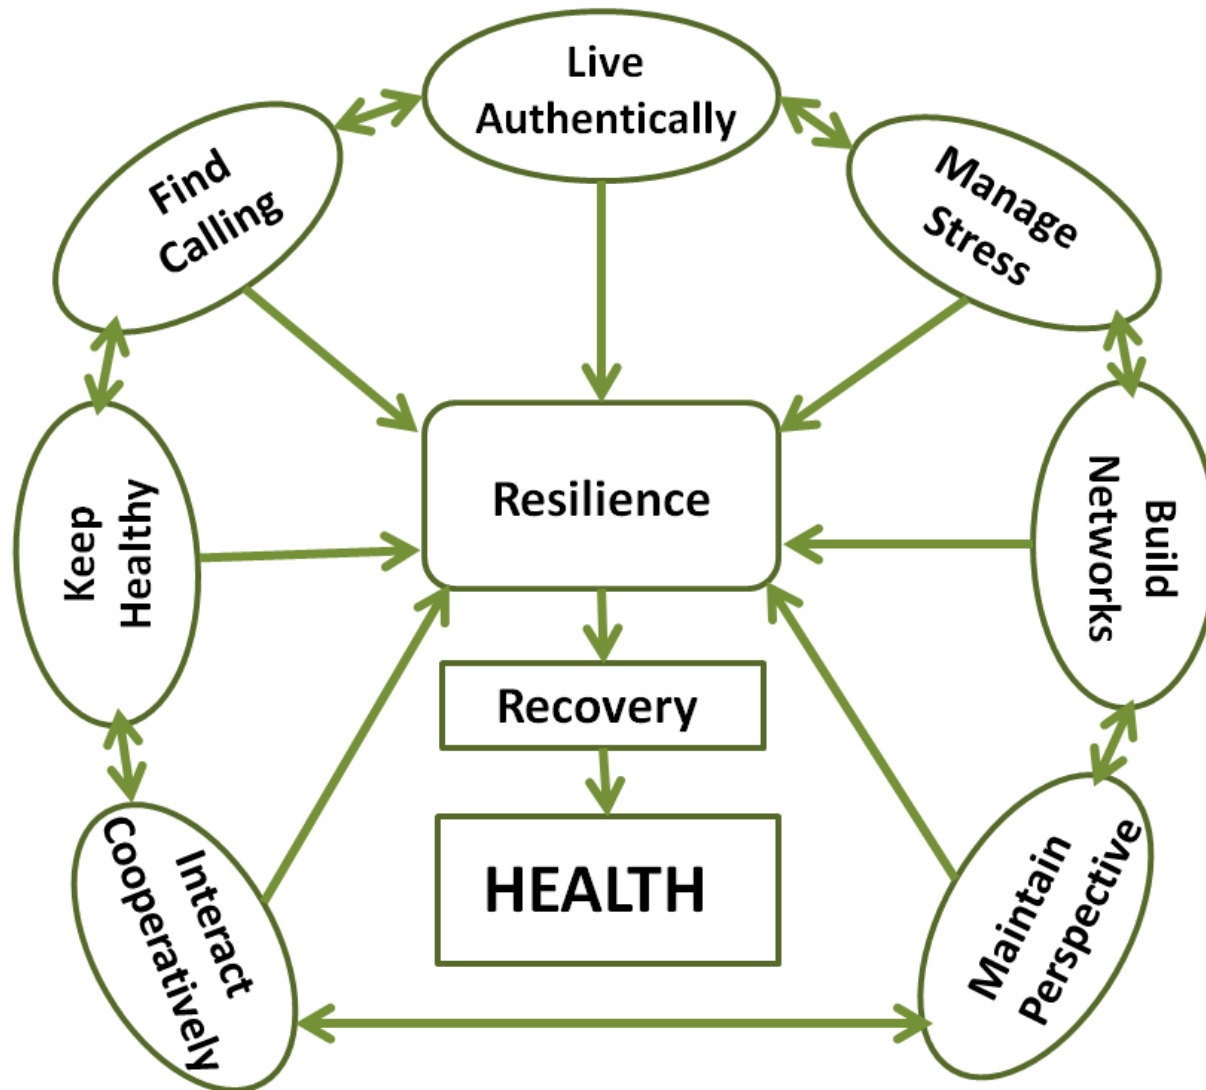 Live
Authentically
Find
Calling
Manage
Stress
Keep
Healthy
Resilience
Build
Networks
Recovery
Interact
Cooperatively
HEALTH
Maintain
Perspective